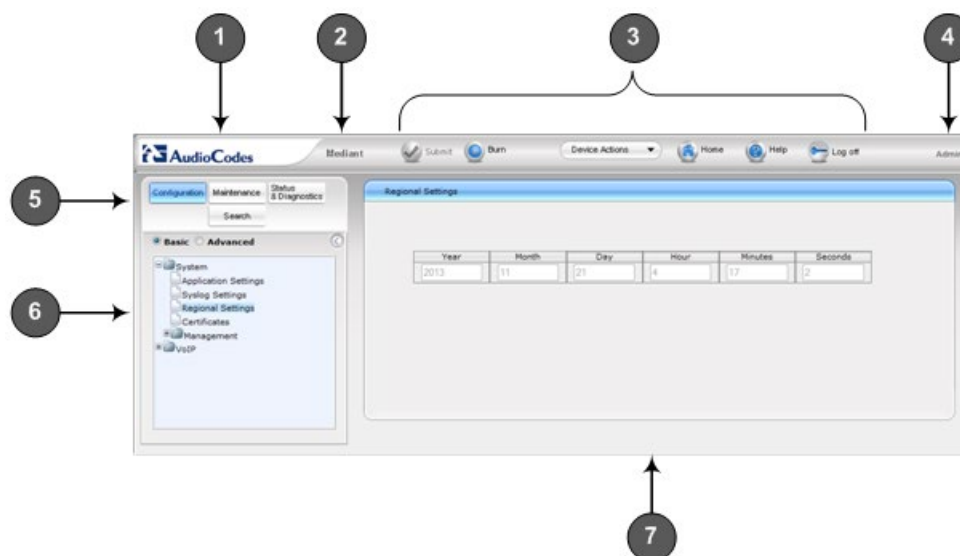 1 2 3 4
AudioCodes Mediant Submit Burn Device Actions Home Help Log off Admin
5
Configuration Maintenance Status & Diagnostics
Search
Basic Advanced
6
System
Application Settings
Syslog Settings
Regional Settings
Certificates
Management
VoIP
Regional Settings
Year Month Day Hour Minutes Seconds
2013 11 21 4 17 2
7